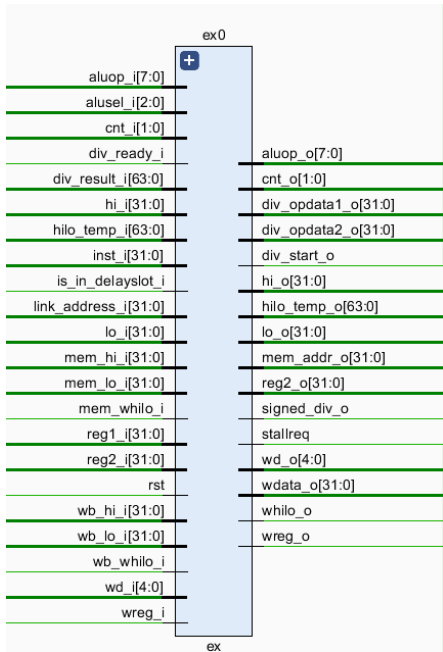 ex0
aluop_i[7:0]
alusel_i[2:0]
cnt_i[1:0]
div_ready_i
div_result_i[63:0]
hi_i[31:0]
hilo_temp_i[63:0]
inst_i[31:0]
is_in_delayslot_i
link_address_i[31:0]
lo_i[31:0]
mem_hi_i[31:0]
mem_lo_i[31:0]
mem_whilo_i
reg1_i[31:0]
reg2_i[31:0]
rst
wb_hi_i[31:0]
wb_lo_i[31:0]
wb_whilo_i
wd_i[4:0]
wreg_i
aluop_o[7:0]
cnt_o[1:0]
div_opdata1_o[31:0]
div_opdata2_o[31:0]
div_start_o
hi_o[31:0]
hilo_temp_o[63:0]
lo_o[31:0]
mem_addr_o[31:0]
reg2_o[31:0]
signed_div_o
stallreq
wd_o[4:0]
wdata_o[31:0]
whilo_o
wreg_o
ex